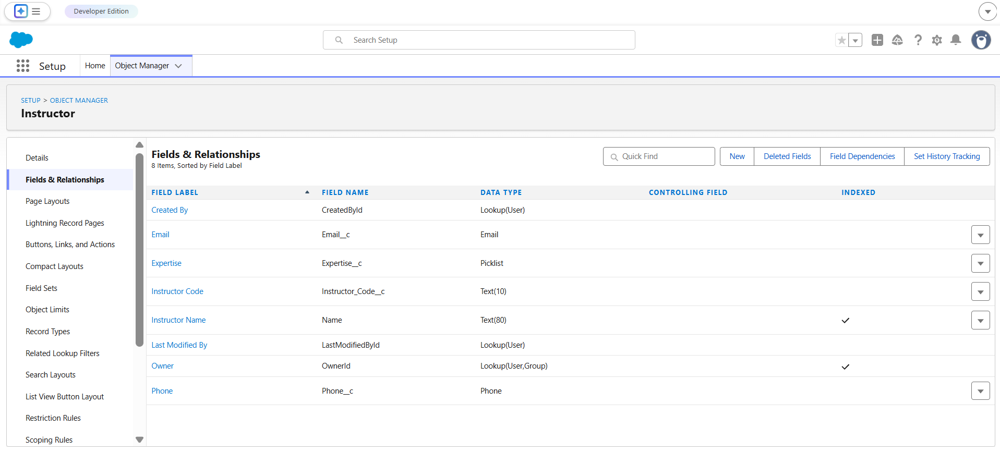 Developer Edition
Search Setup
Setup
Home
Object Manager
SETUP > OBJECT MANAGER
Instructor
Details
Fields & Relationships
Page Layouts
Lightning Record Pages
Buttons, Links, and Actions
Compact Layouts
Field Sets
Object Limits
Record Types
Related Lookup Filters
Search Layouts
List View Button Layout
Restriction Rules
Scoping Rules
Fields & Relationships
8 Items, Sorted by Field Label
Quick Find
New
Deleted Fields
Field Dependencies
Set History Tracking
FIELD LABEL FIELD NAME DATA TYPE CONTROLLING FIELD INDEXED
Created By CreatedById Lookup(User)
Email Email__c Email
Expertise Expertise__c Picklist
Instructor Code Instructor_Code__c Text(10)
Instructor Name Name Text(80)
Last Modified By LastModifiedById Lookup(User)
Owner OwnerId Lookup(User,Group)
Phone Phone__c Phone